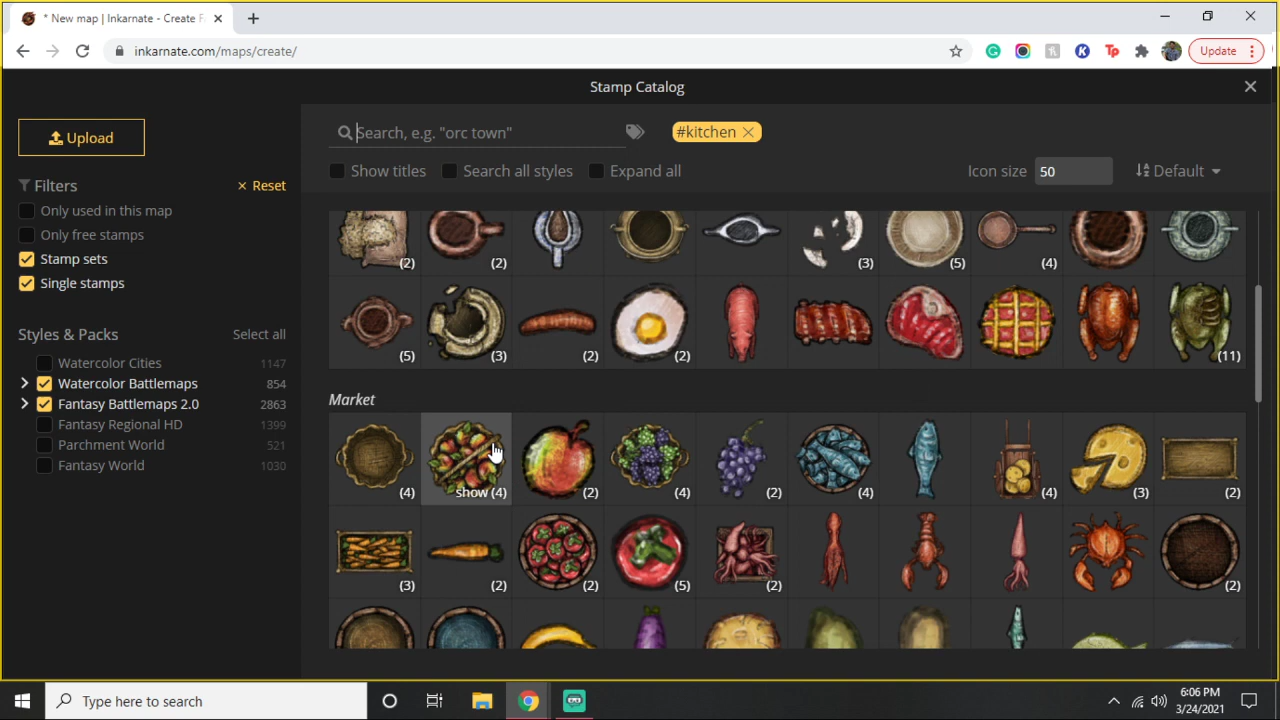 * New map | Inkarnate - Create F
inkarnate.com/maps/create/
Update
Stamp Catalog
Upload
Search, e.g. "orc town"
#kitchen
Show titles
Search all styles
Expand all
Icon size
50
Default
Filters
Reset
Only used in this map
Only free stamps
Stamp sets
Single stamps
Styles & Packs
Select all
Watercolor Cities 1147
Watercolor Battlemaps 854
Fantasy Battlemaps 2.0 2863
Fantasy Regional HD 1399
Parchment World 521
Fantasy World 1030
(2) (2) (3) (5) (4)
(5) (3) (2) (2) (11)
Market
(4) show (4) (2) (4) (2) (4) (4) (3) (2)
(3) (2) (2) (5) (2) (2)
Type here to search
6:06 PM
3/24/2021